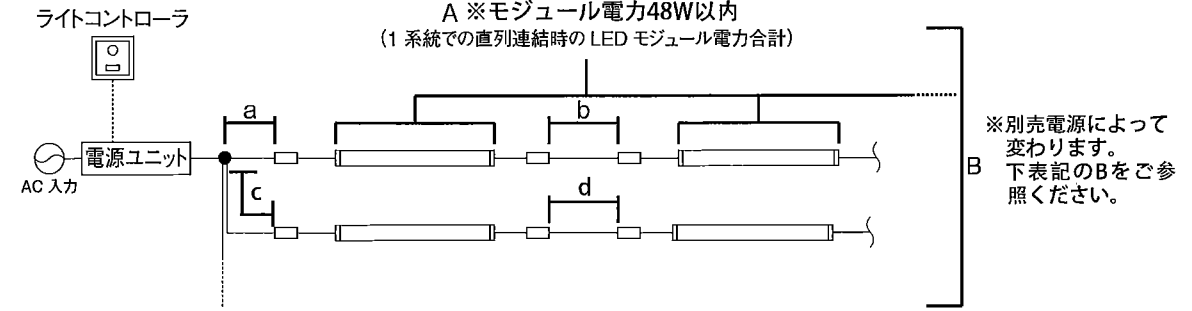 ライトコントローラ
A ※モジュール電力48W以内
(1 系統での直列連結時の LED モジュール電力合計)
a
b
電源ユニット
AC 入力
c
d
B
※別売電源によって
変わります。
下表記のBをご参
照ください。